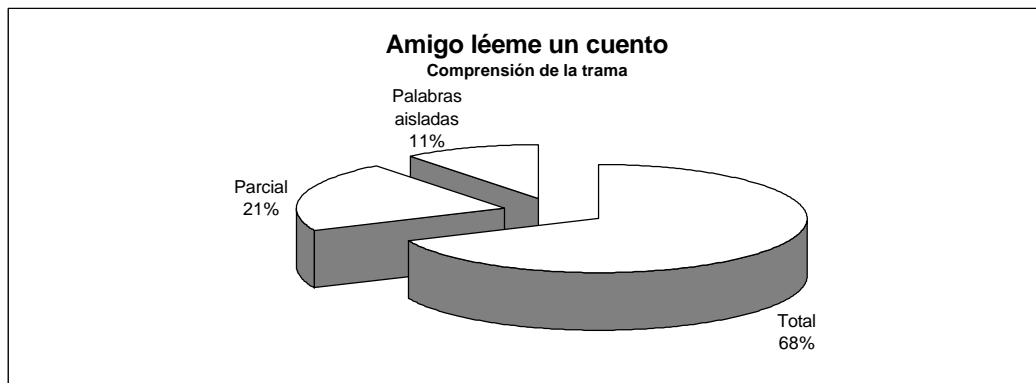 Amigo léeme un cuento
Comprensión de la trama
Palabras
aisladas
11%
Parcial
21%
Total
68%